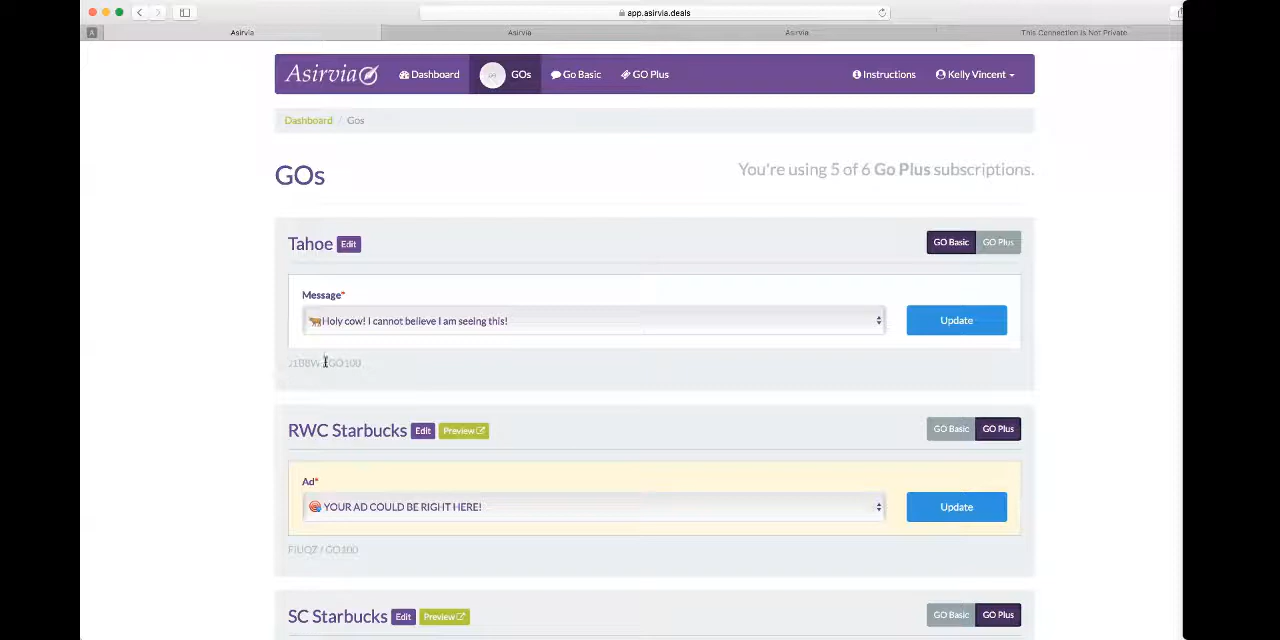 app.asirvia.deals
Asirvia
Asirvia
Asirvia
This Connection Is Not Private
Asirvia Dashboard GOs Go Basic GO Plus Instructions Kelly Vincent
Dashboard / Gos
GOs
You're using 5 of 6 Go Plus subscriptions.
Tahoe Edit GO Basic GO Plus
Message*
🐂Holy cow! I cannot believe I am seeing this! Update
GO100
RWC Starbucks Edit Preview GO Basic GO Plus
Ad*
🎯 YOUR AD COULD BE RIGHT HERE! Update
/ GO100
SC Starbucks Edit Preview GO Basic GO Plus